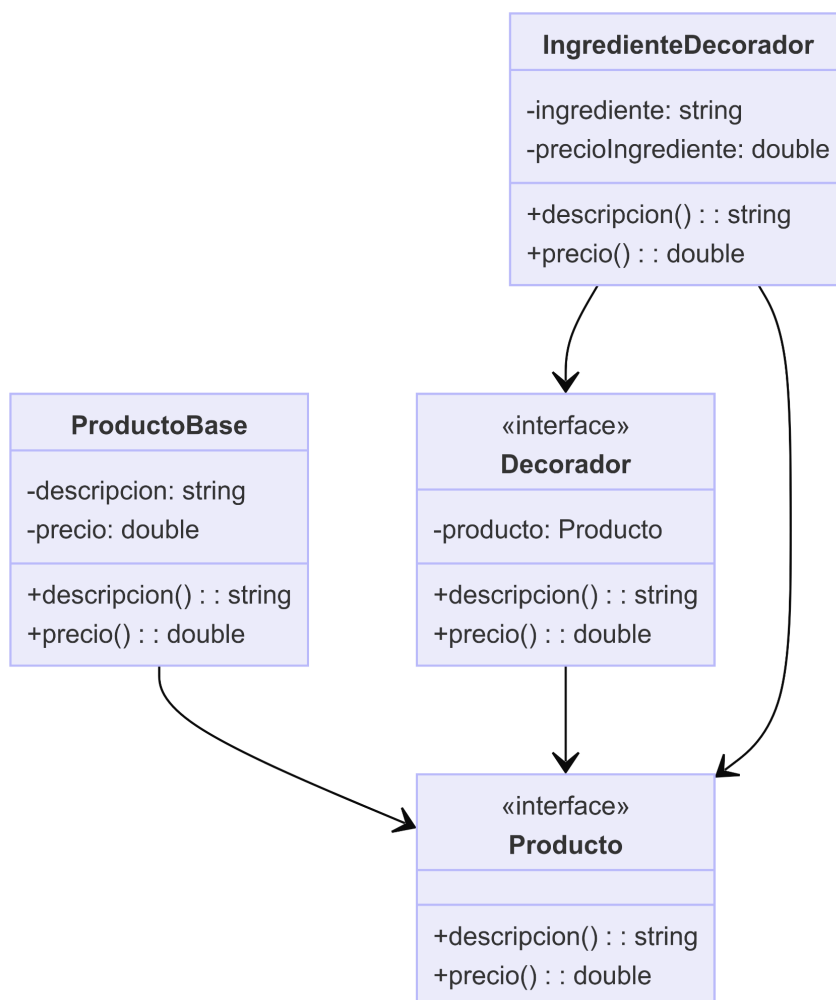 IngredienteDecorador
-ingrediente: string
-precioIngrediente: double
+descripcion() : : string
+precio() : : double
ProductoBase
-descripcion: string
-precio: double
+descripcion() : : string
+precio() : : double
«interface»
Decorador
-producto: Producto
+descripcion() : : string
+precio() : : double
«interface»
Producto
+descripcion() : : string
+precio() : : double